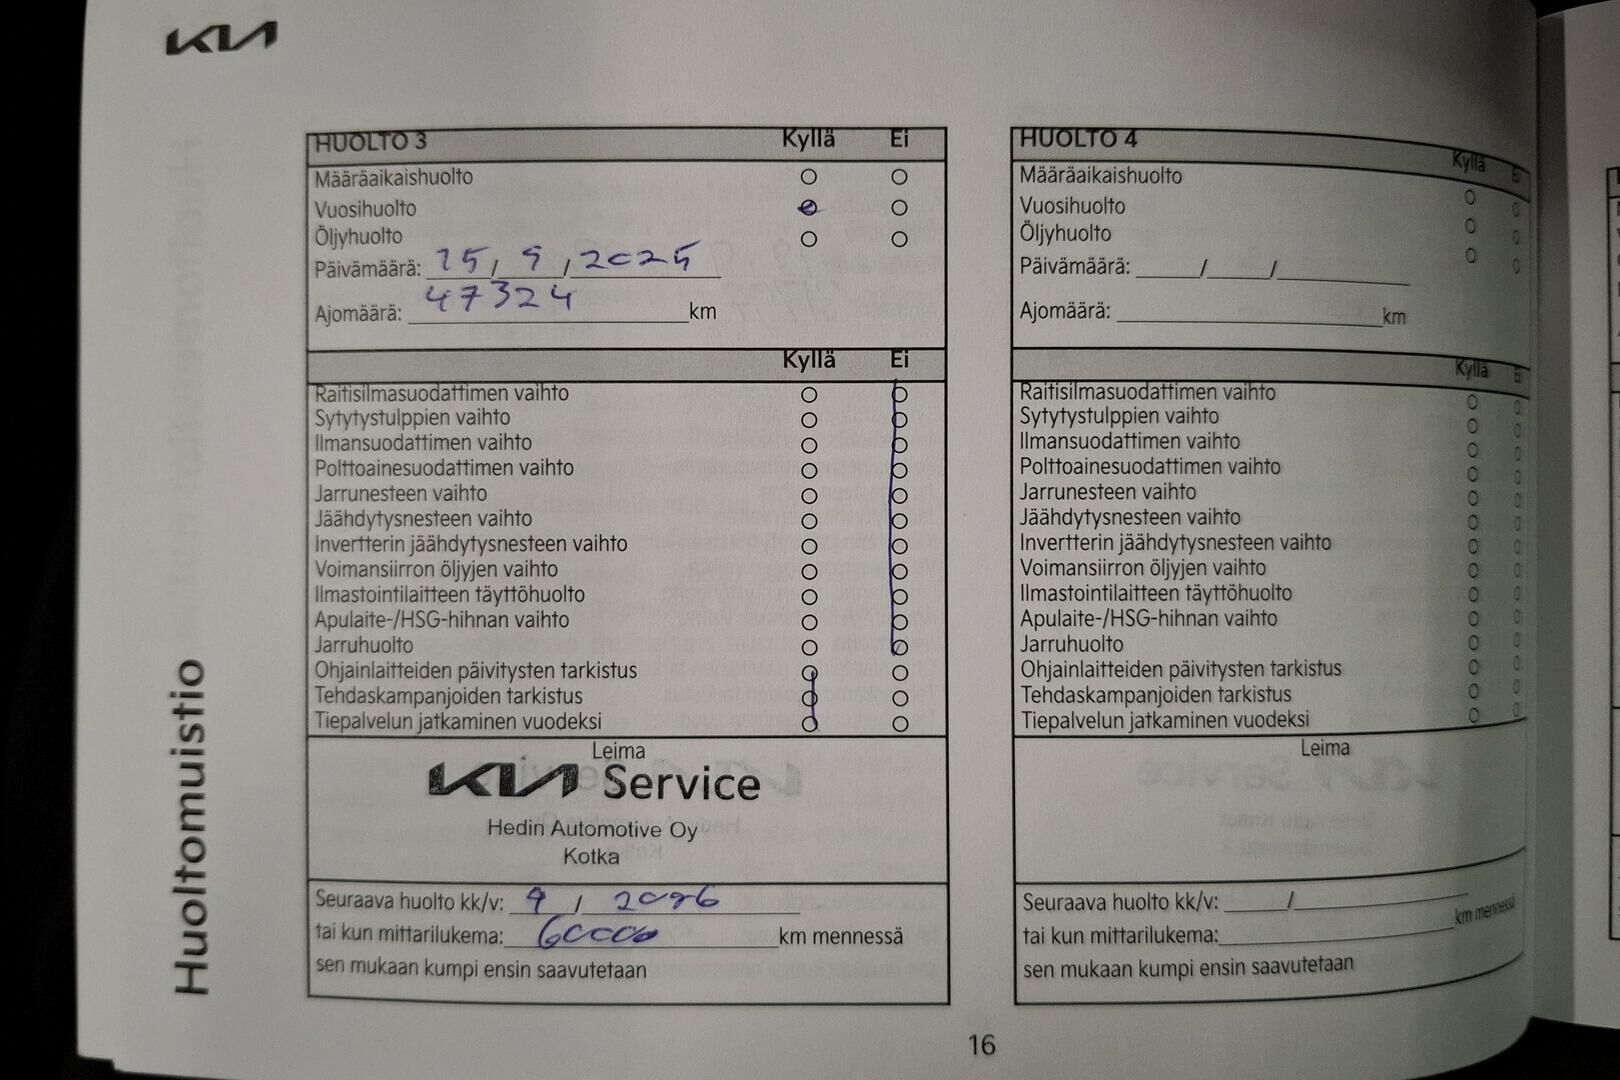 KIA
Huoltomuistio
HUOLTO 3 Kyllä Ei
Määräaikaishuolto
Vuosihuolto
Öljyhuolto
Päivämäärä: 25 / 9 / 2025
Ajomäärä: 47324 km
Kyllä Ei
Raitisilmasuodattimen vaihto
Sytytystulppien vaihto
Ilmansuodattimen vaihto
Polttoainesuodattimen vaihto
Jarrunesteen vaihto
Jäähdytysnesteen vaihto
Invertterin jäähdytysnesteen vaihto
Voimansiirron öljyjen vaihto
Ilmastointilaitteen täyttöhuolto
Apulaite-/HSG-hihnan vaihto
Jarruhuolto
Ohjainlaitteiden päivitysten tarkistus
Tehdaskampanjoiden tarkistus
Tiepalvelun jatkaminen vuodeksi
Leima
KIA Service
Hedin Automotive Oy
Kotka
Seuraava huolto kk/v: 9 / 2026
tai kun mittarilukema: 60000 km mennessä
sen mukaan kumpi ensin saavutetaan
HUOLTO 4 Kyllä Ei
Määräaikaishuolto
Vuosihuolto
Öljyhuolto
Päivämäärä: / /
Ajomäärä: km
Kyllä Ei
Raitisilmasuodattimen vaihto
Sytytystulppien vaihto
Ilmansuodattimen vaihto
Polttoainesuodattimen vaihto
Jarrunesteen vaihto
Jäähdytysnesteen vaihto
Invertterin jäähdytysnesteen vaihto
Voimansiirron öljyjen vaihto
Ilmastointilaitteen täyttöhuolto
Apulaite-/HSG-hihnan vaihto
Jarruhuolto
Ohjainlaitteiden päivitysten tarkistus
Tehdaskampanjoiden tarkistus
Tiepalvelun jatkaminen vuodeksi
Leima
Seuraava huolto kk/v: /
tai kun mittarilukema: km mennessä
sen mukaan kumpi ensin saavutetaan
16